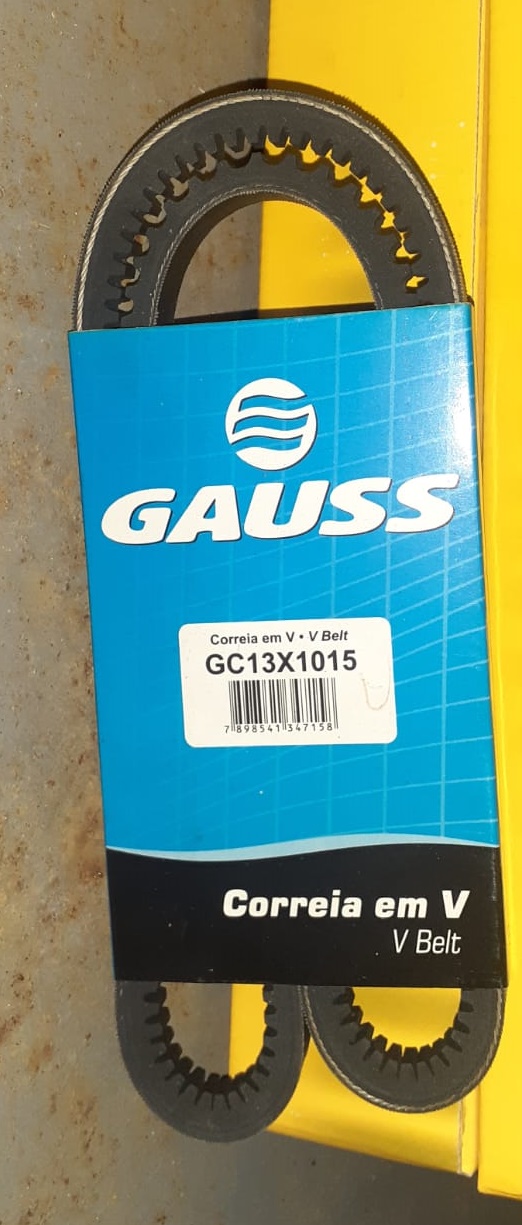 GAUSS
Correia em V • V Belt
GC13X1015
7 898541 347158
Correia em V
V Belt